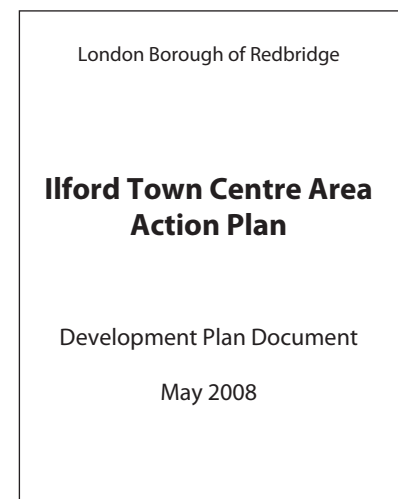 London Borough of Redbridge
Ilford Town Centre Area
Action Plan
Development Plan Document
May 2008